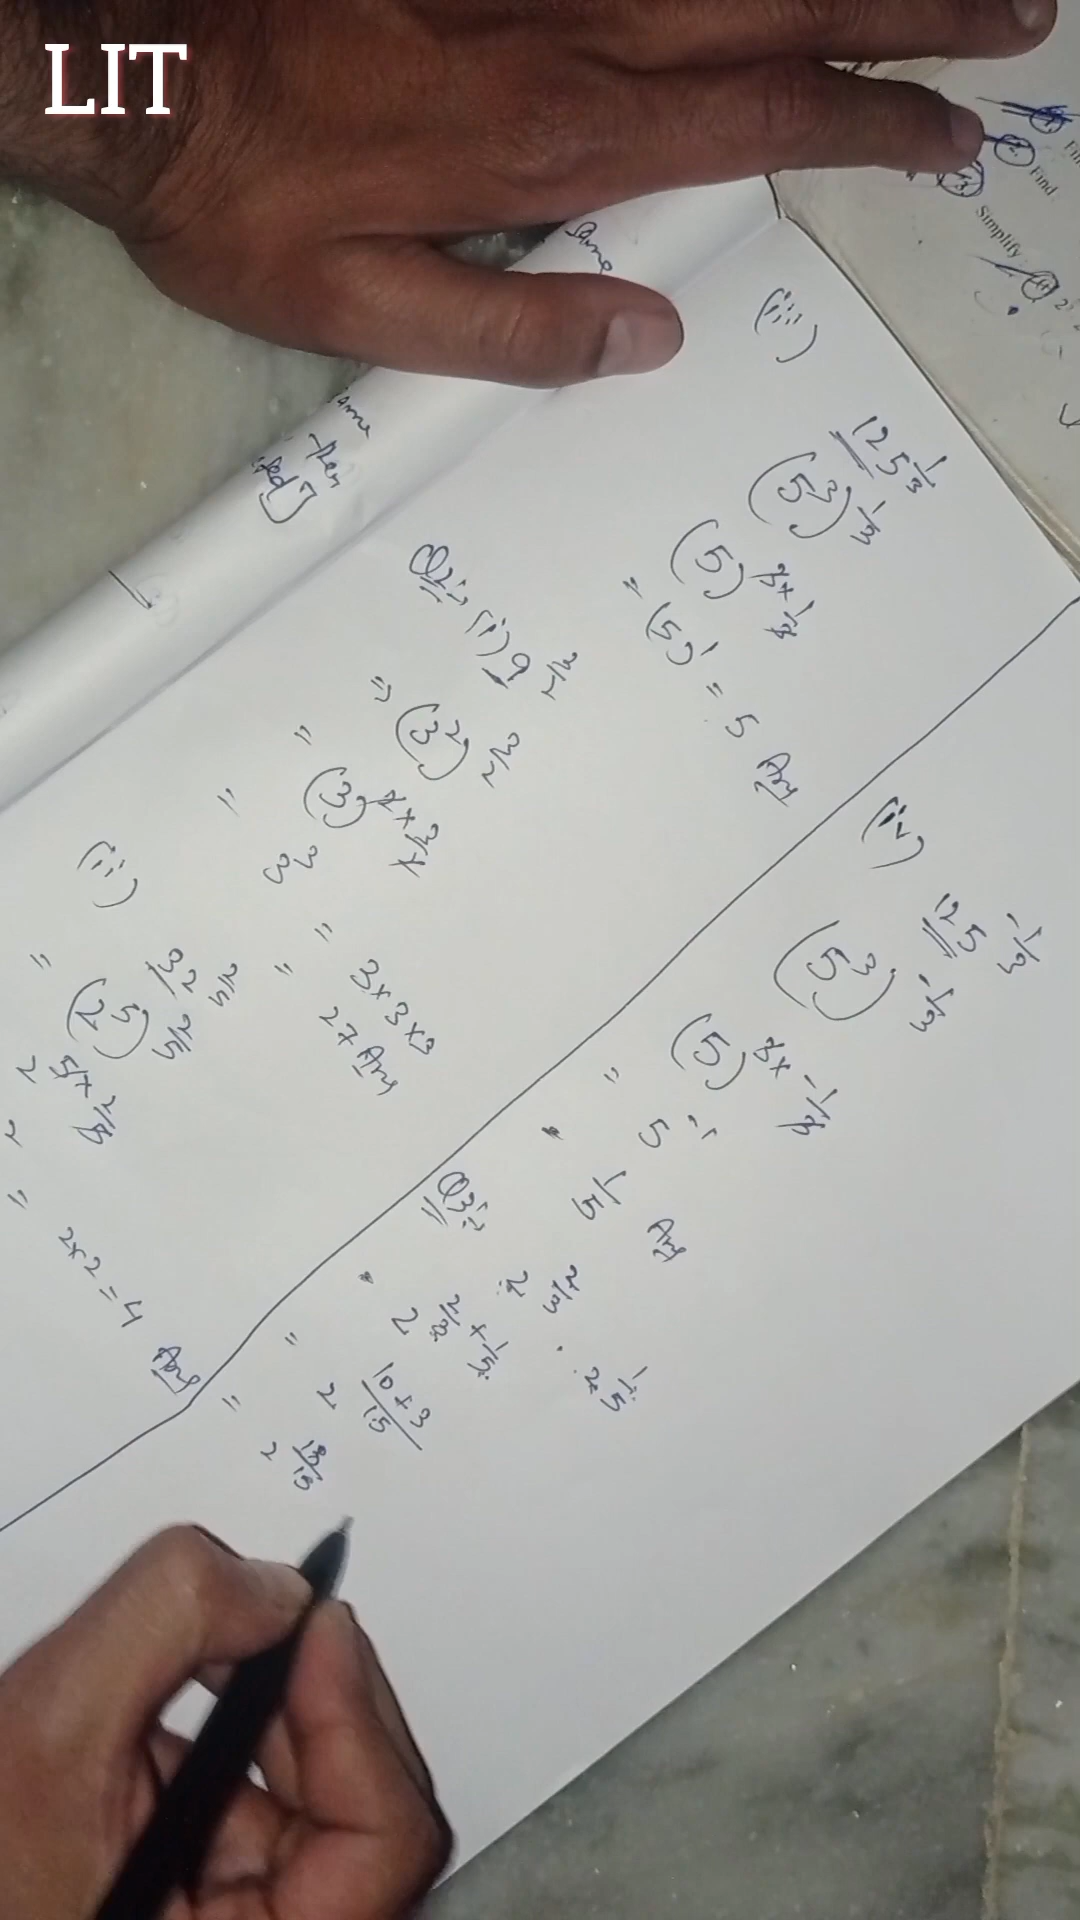 LIT
Find
Simplify
Same
Q2:- (i) 9^3/2
= (3^2)^3/2
= (3)^2×3/2
= 3^3
= 3×3×3
= 27 Ans
(ii) 32^2/5
= (2^5)^2/5
2^5×2/5
2^2
= 2×2 = 4 Ans
(iii) 125^1/3
(5^3)^1/3
(5)^3×1/3
= (5)^1 = 5 Ans
(iv) 125^-1/3
(5^3)^-1/3
(5)^3×-1/3
= 5^-1
1/5 Ans
Q3:- 2^2/3 . 2^1/5
2^2/3+1/5
= 2^10+3/15
= 2^13/15